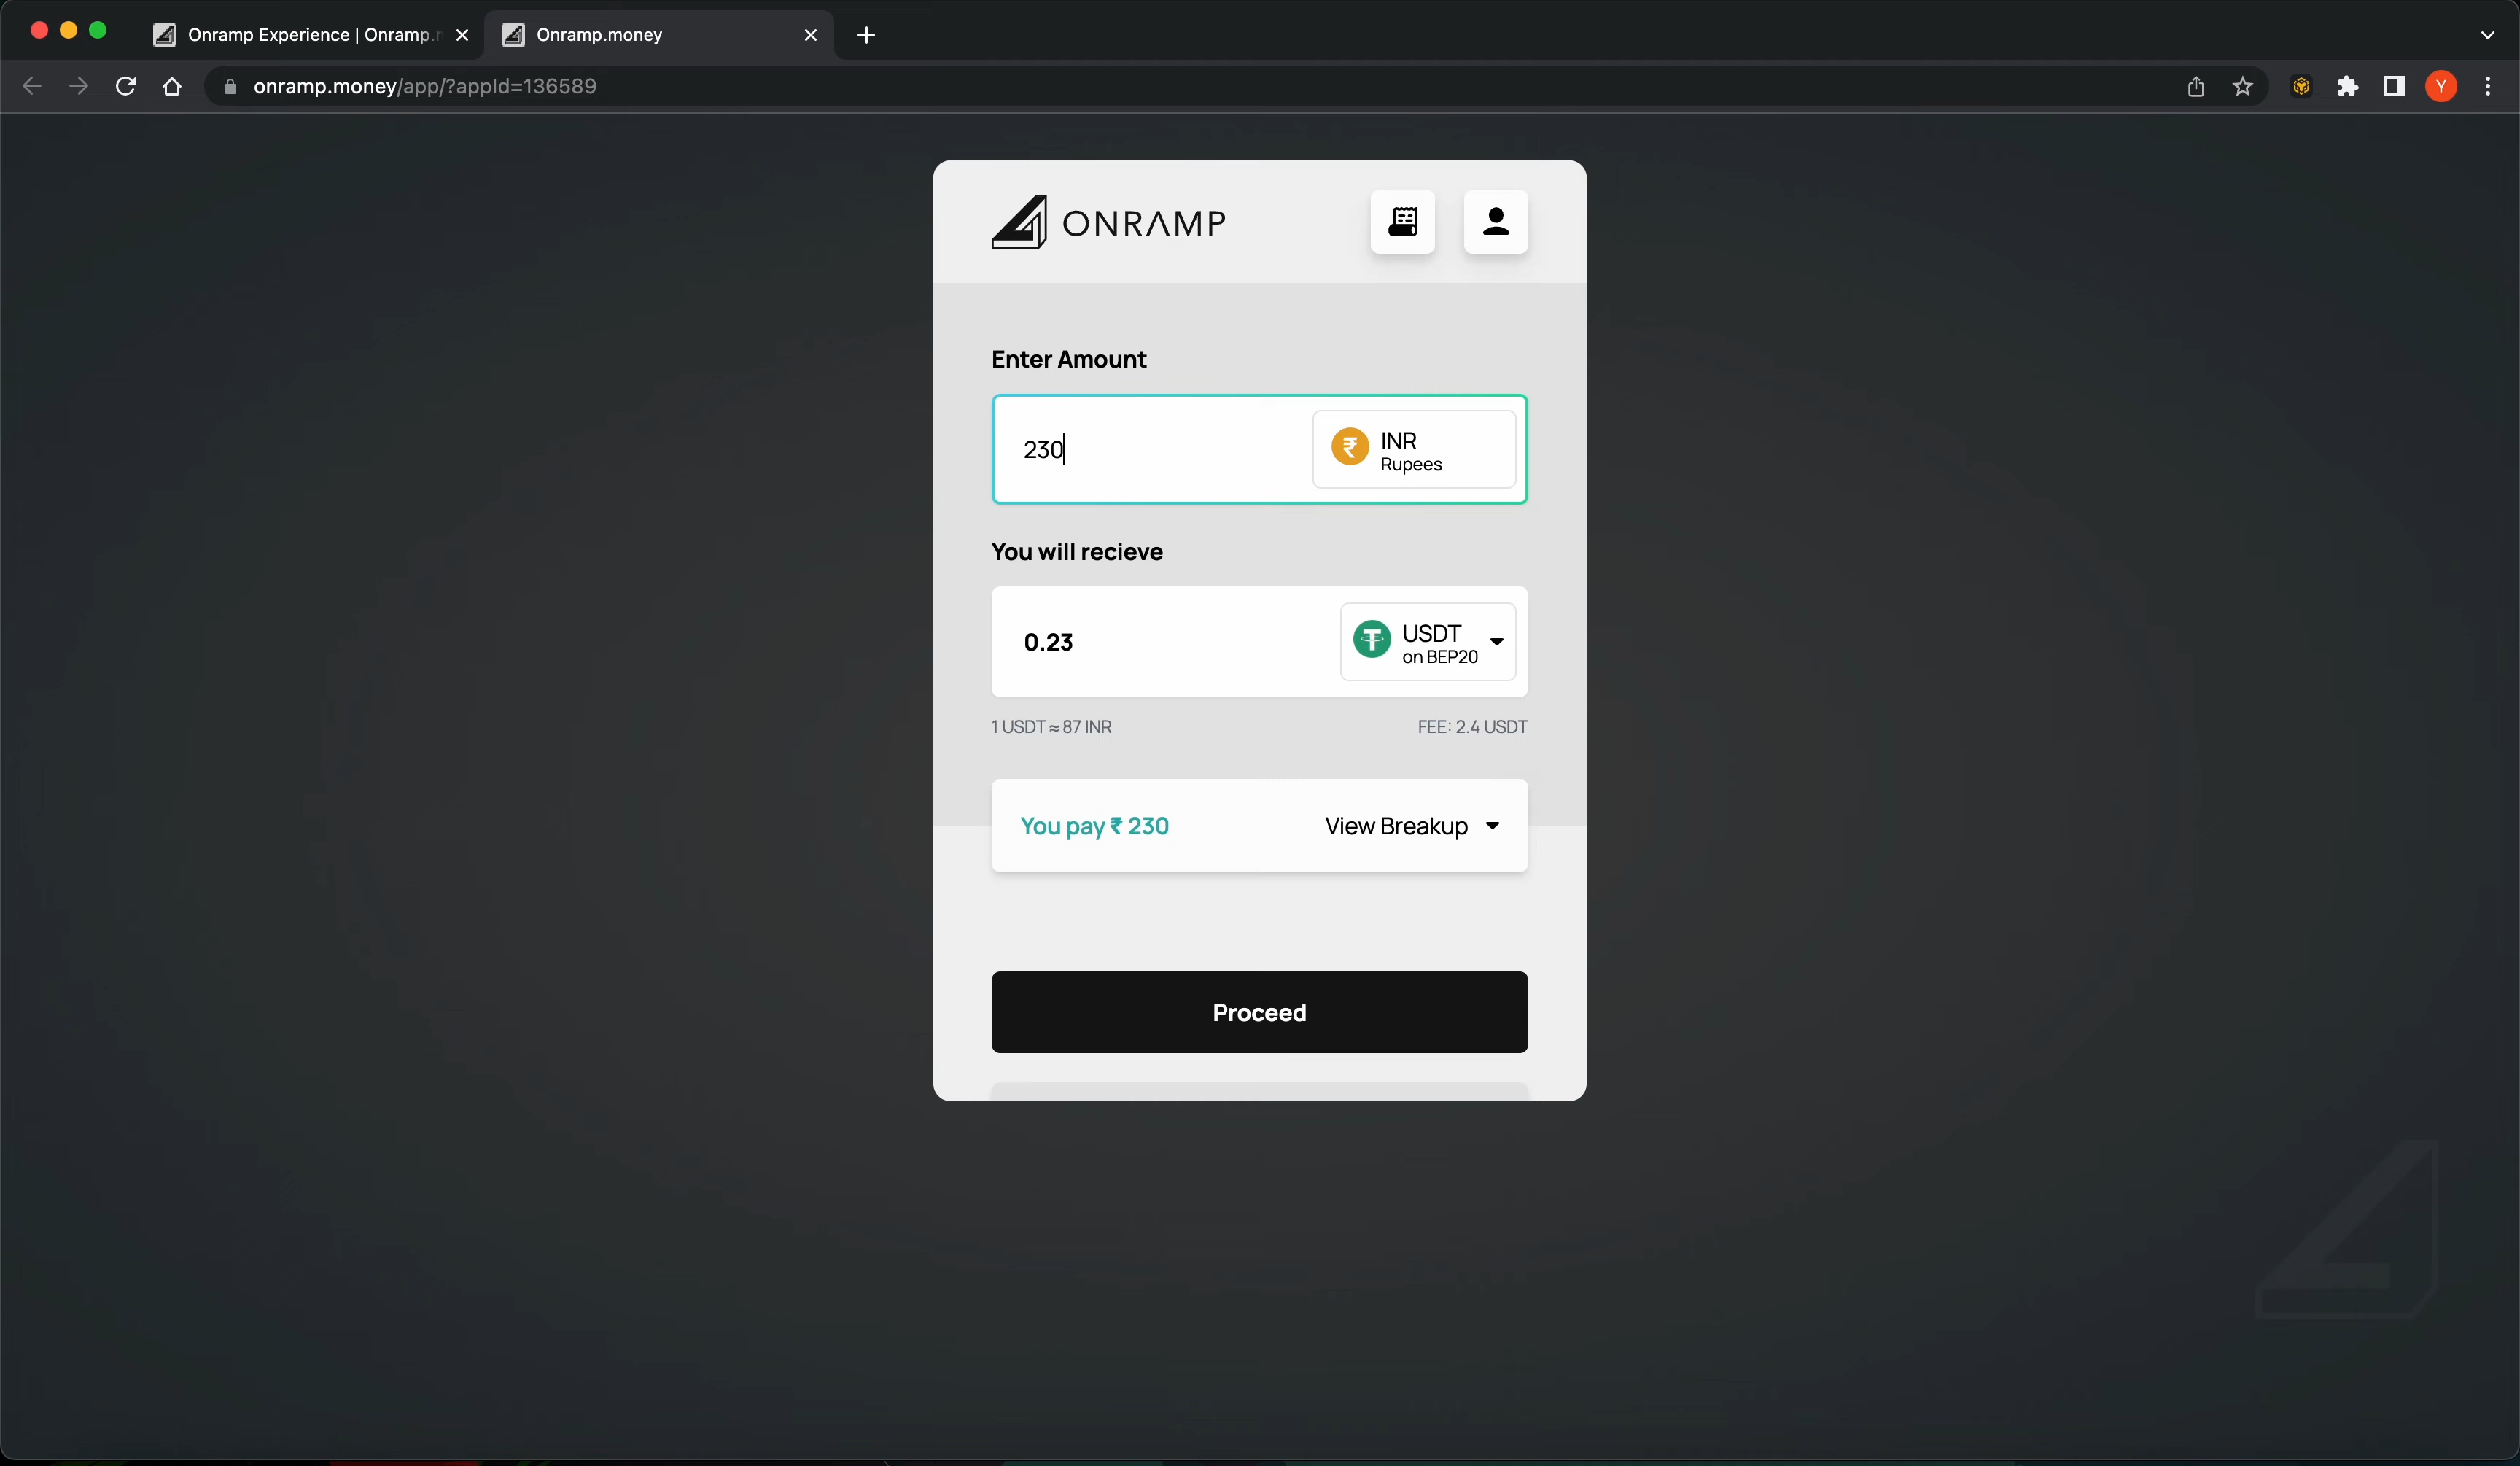 Onramp Experience | Onramp.m
Onramp.money
onramp.money/app/?appId=136589
Y
ONRAMP
Enter Amount
230
₹ INR
Rupees
You will recieve
0.23
USDT
on BEP20
1 USDT ≈ 87 INR
FEE: 2.4 USDT
You pay ₹ 230
View Breakup
Proceed